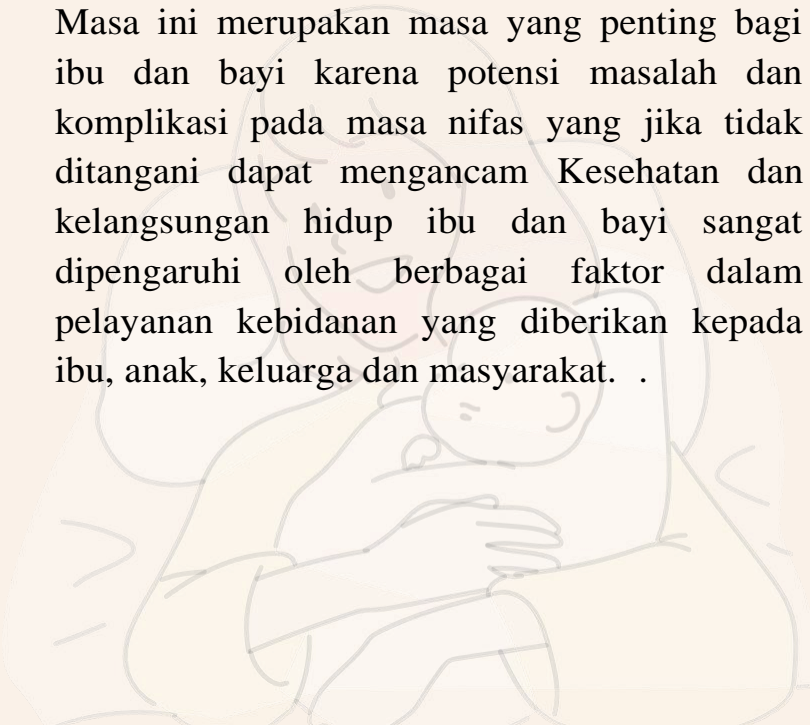 Masa ini merupakan masa yang penting bagi
ibu dan bayi karena potensi masalah dan
komplikasi pada masa nifas yang jika tidak
ditangani dapat mengancam Kesehatan dan
kelangsungan hidup ibu dan bayi sangat
dipengaruhi oleh berbagai faktor dalam
pelayanan kebidanan yang diberikan kepada
ibu, anak, keluarga dan masyarakat.  .